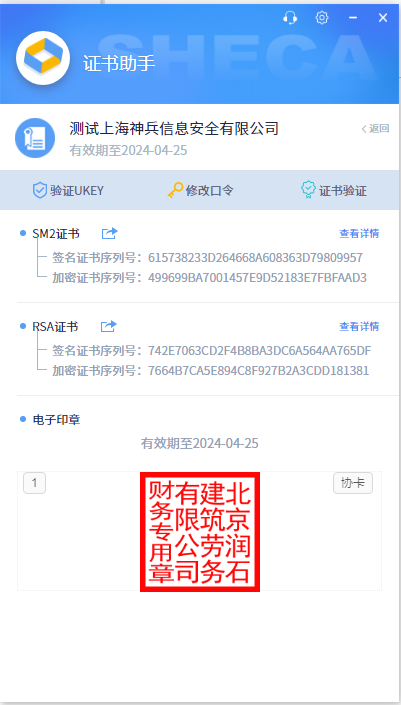 SHECA
证书助手
测试上海神兵信息安全有限公司
返回
有效期至2024-04-25
验证UKEY 修改口令 证书验证
SM2证书 查看详情
签名证书序列号：615738233D264668A608363D79809957
加密证书序列号：499699BA7001457E9D52183E7FBFAAD3
RSA证书 查看详情
签名证书序列号：742E7063CD2F4B8BA3DC6A564AA765DF
加密证书序列号：7664B7CA5E894C8F927B2A3CDD181381
电子印章
有效期至2024-04-25
1 协卡
北京润石
建筑劳务
有限公司
财务专用章